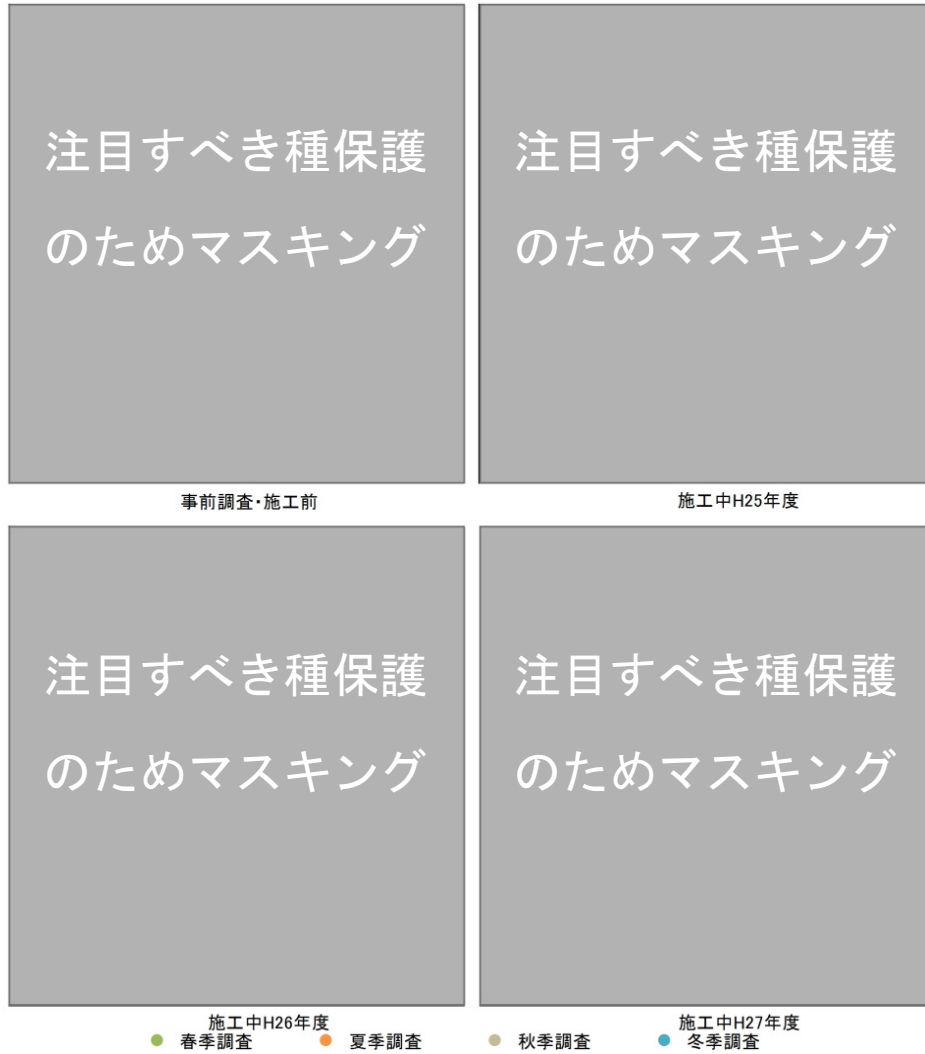 注目すべき種保護
のためマスキング
事前調査・施工前
注目すべき種保護
のためマスキング
施工中H25年度
注目すべき種保護
のためマスキング
施工中H26年度
注目すべき種保護
のためマスキング
施工中H27年度
春季調査 夏季調査 秋季調査 冬季調査